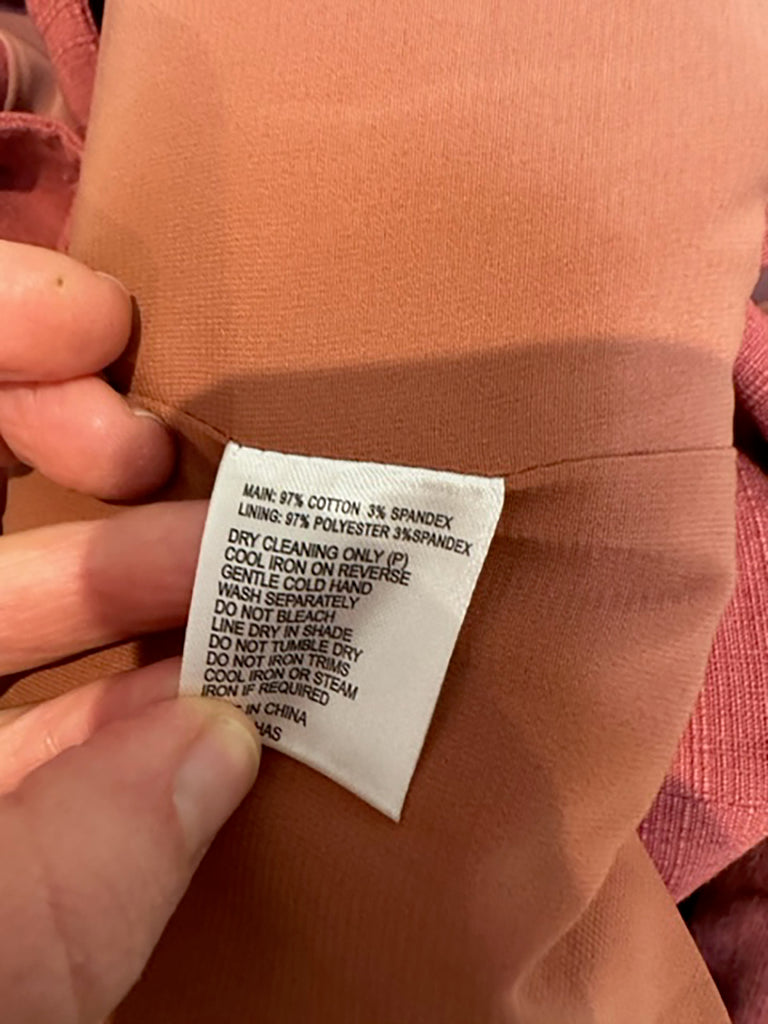 MAIN: 97% COTTON 3% SPANDEX
LINING: 97% POLYESTER 3%SPANDEX
DRY CLEANING ONLY (P)
COOL IRON ON REVERSE
GENTLE COLD HAND
WASH SEPARATELY
DO NOT BLEACH
LINE DRY IN SHADE
DO NOT TUMBLE DRY
DO NOT IRON TRIMS
COOL IRON OR STEAM
IRON IF REQUIRED
IN CHINA